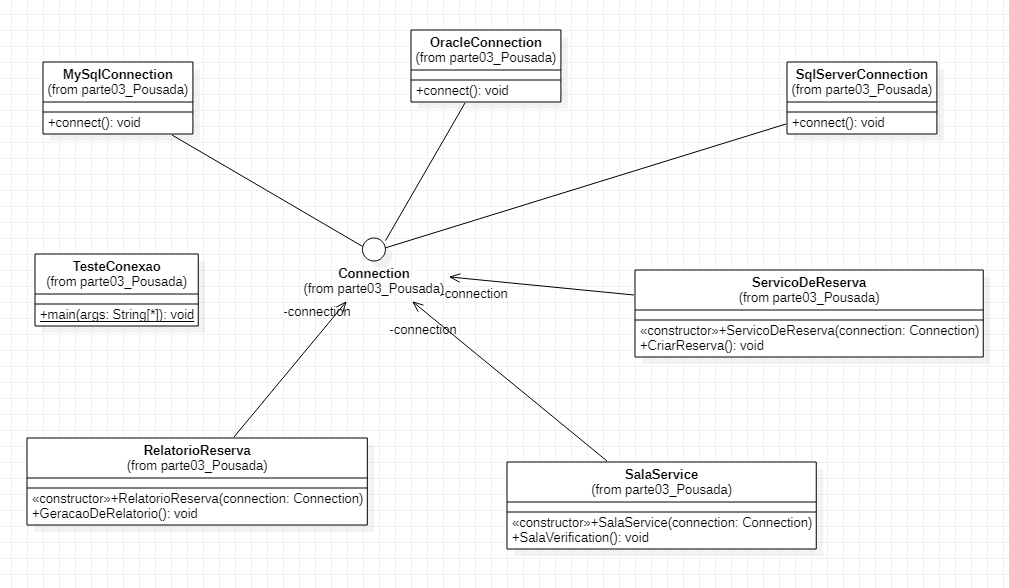 OracleConnection
(from parte03_Pousada)
+connect(): void
MySqlConnection
(from parte03_Pousada)
+connect(): void
SqlServerConnection
(from parte03_Pousada)
+connect(): void
TesteConexao
(from parte03_Pousada)
+main(args: String[*]): void
Connection
(from parte03_Pousada)
-connection
-connection
-connection
ServicoDeReserva
(from parte03_Pousada)
«constructor»+ServicoDeReserva(connection: Connection)
+CriarReserva(): void
RelatorioReserva
(from parte03_Pousada)
«constructor»+RelatorioReserva(connection: Connection)
+GeracaoDeRelatorio(): void
SalaService
(from parte03_Pousada)
«constructor»+SalaService(connection: Connection)
+SalaVerification(): void